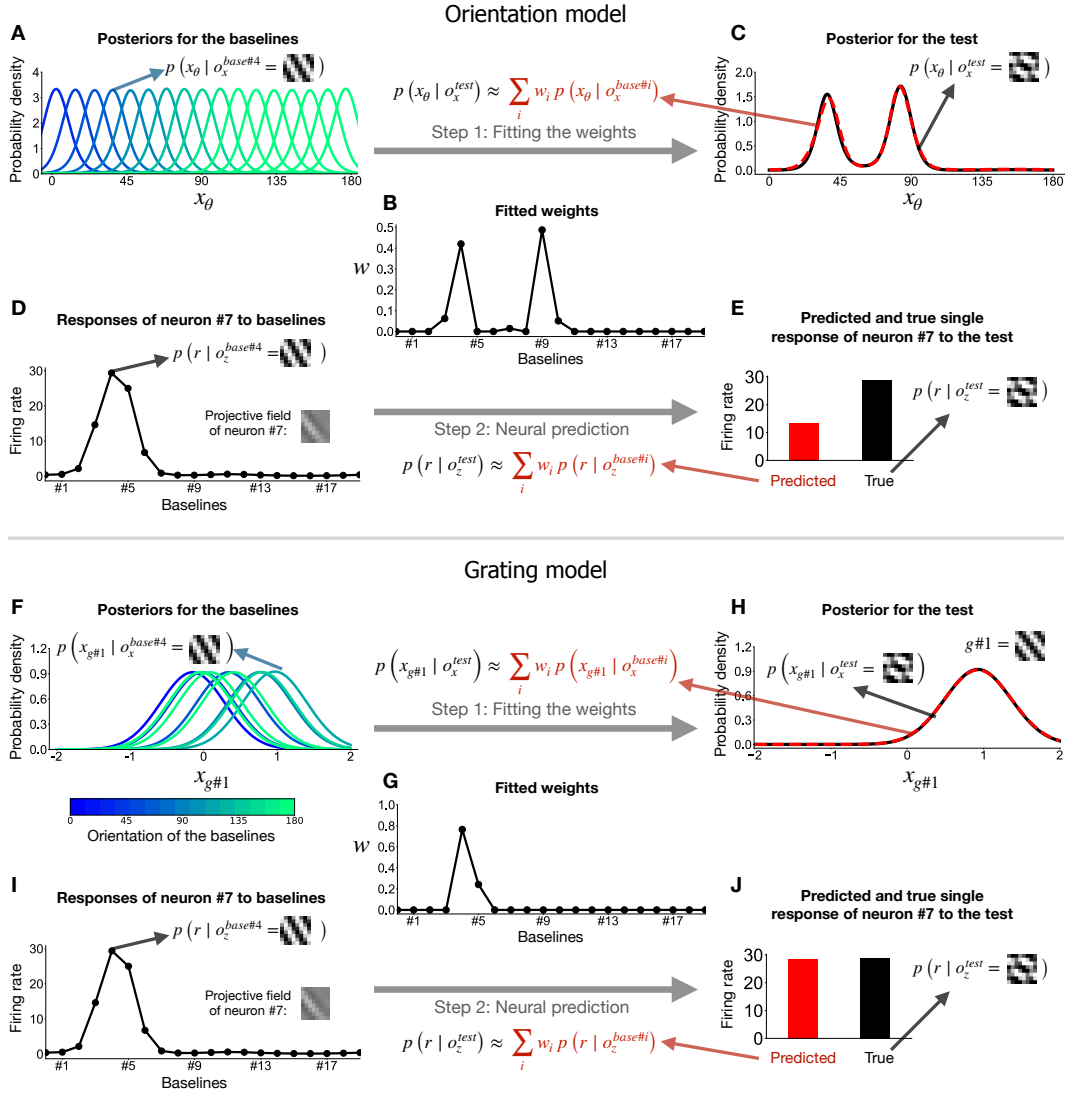 Orientation model
A
Posteriors for the baselines
p (x_θ | o_x^{base#4} = )
Probability density
4
3
2
1
0
0 45 90 135 180
x_θ
p (x_θ | o_x^{test}) ≈ ∑_i w_i p (x_θ | o_x^{base#i})
Step 1: Fitting the weights
C
Posterior for the test
p (x_θ | o_x^{test} = )
Probability density
2.0
1.5
1.0
0.5
0.0
0 45 90 135 180
x_θ
B
Fitted weights
w
0.5
0.4
0.3
0.2
0.1
0.0
#1 #5 #9 #13 #17
Baselines
D
Responses of neuron #7 to baselines
p (r | o_z^{base#4} = )
Firing rate
30
20
10
0
Projective field
of neuron #7:
#1 #5 #9 #13 #17
Baselines
Step 2: Neural prediction
p (r | o_z^{test}) ≈ ∑_i w_i p (r | o_z^{base#i})
E
Predicted and true single
response of neuron #7 to the test
p (r | o_z^{test} = )
Firing rate
30
20
10
0
Predicted True
Grating model
F
Posteriors for the baselines
p (x_{g#1} | o_x^{base#4} = )
Probability density
1.2
0.9
0.6
0.3
0.0
-2 -1 0 1 2
x_{g#1}
0 45 90 135 180
Orientation of the baselines
p (x_{g#1} | o_x^{test}) ≈ ∑_i w_i p (x_{g#1} | o_x^{base#i})
Step 1: Fitting the weights
H
Posterior for the test
g#1 =
p (x_{g#1} | o_x^{test} = )
Probability density
1.2
0.9
0.6
0.3
0.0
-2 -1 0 1 2
x_{g#1}
G
Fitted weights
w
1.0
0.8
0.6
0.4
0.2
0.0
#1 #5 #9 #13 #17
Baselines
I
Responses of neuron #7 to baselines
p (r | o_z^{base#4} = )
Firing rate
30
20
10
0
Projective field
of neuron #7:
#1 #5 #9 #13 #17
Baselines
Step 2: Neural prediction
p (r | o_z^{test}) ≈ ∑_i w_i p (r | o_z^{base#i})
J
Predicted and true single
response of neuron #7 to the test
p (r | o_z^{test} = )
Firing rate
30
20
10
0
Predicted True